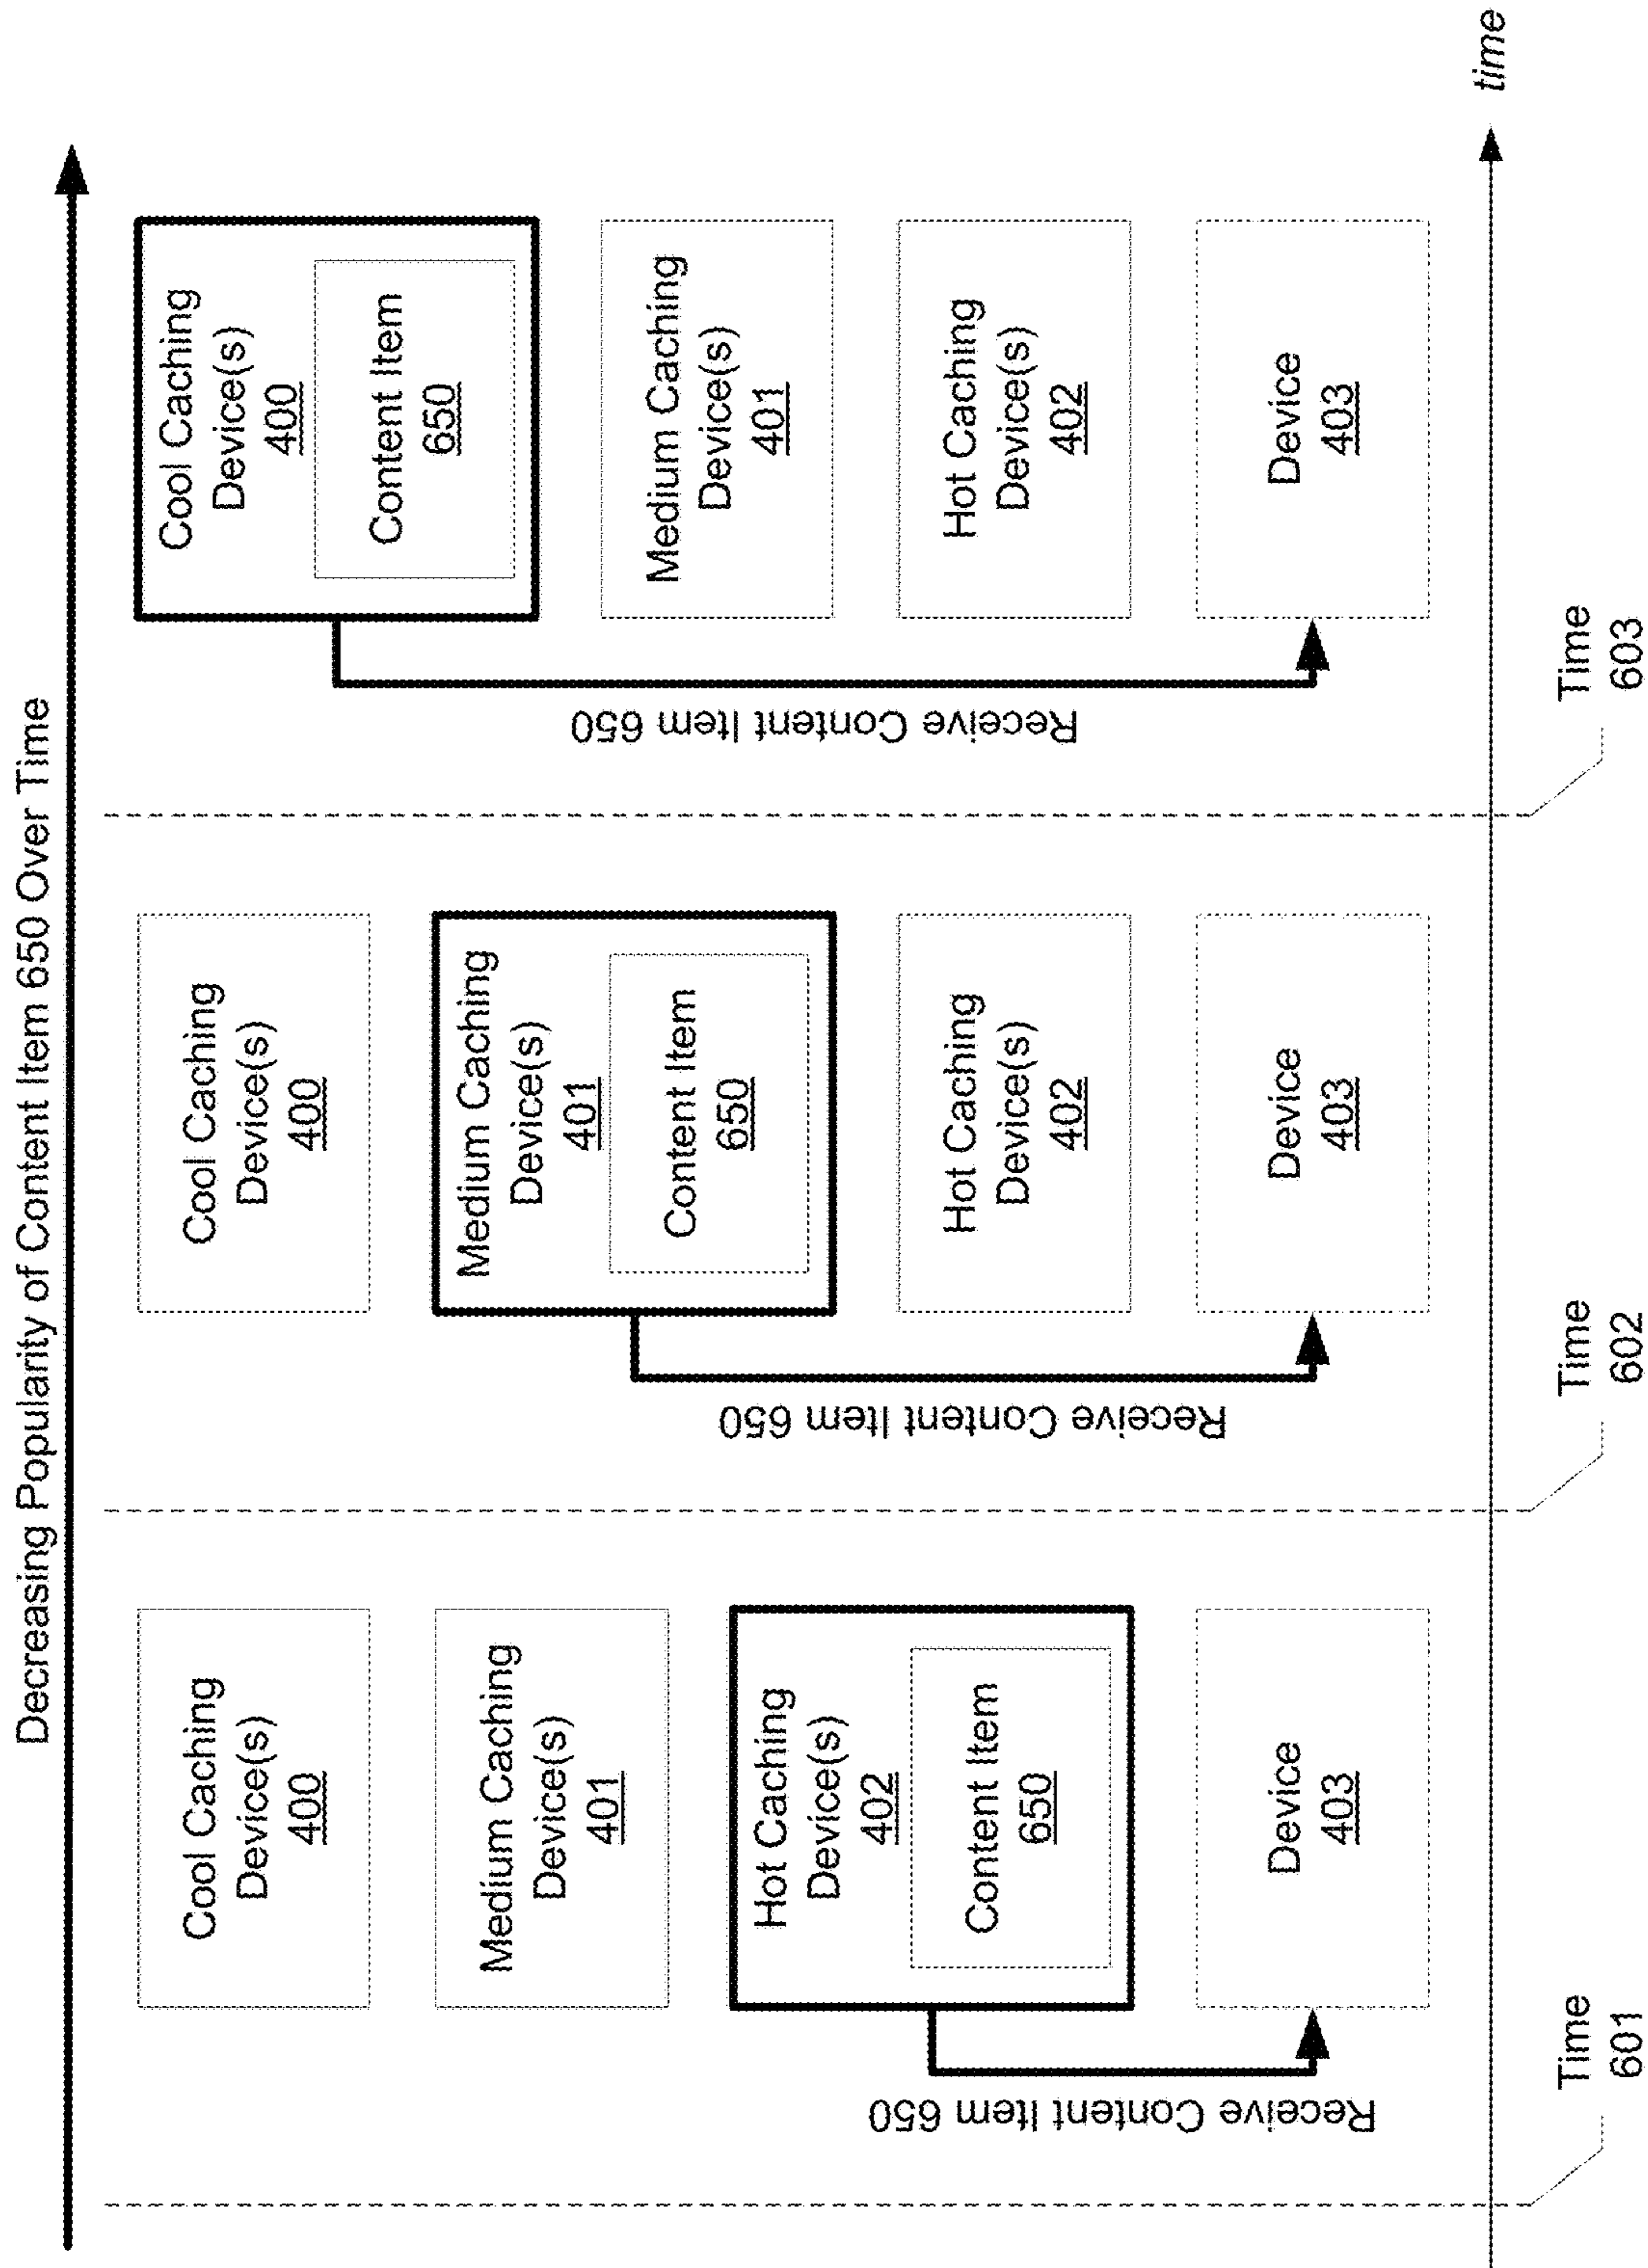 Decreasing Popularity of Content Item 650 Over Time
Cool Caching
Device(s)
400
Medium Caching
Device(s)
401
Hot Caching
Device(s)
402
Content Item
650
Device
403
Receive Content Item 650
Time
601
Cool Caching
Device(s)
400
Medium Caching
Device(s)
401
Content Item
650
Hot Caching
Device(s)
402
Device
403
Receive Content Item 650
Time
602
Cool Caching
Device(s)
400
Content Item
650
Medium Caching
Device(s)
401
Hot Caching
Device(s)
402
Device
403
Receive Content Item 650
Time
603
time